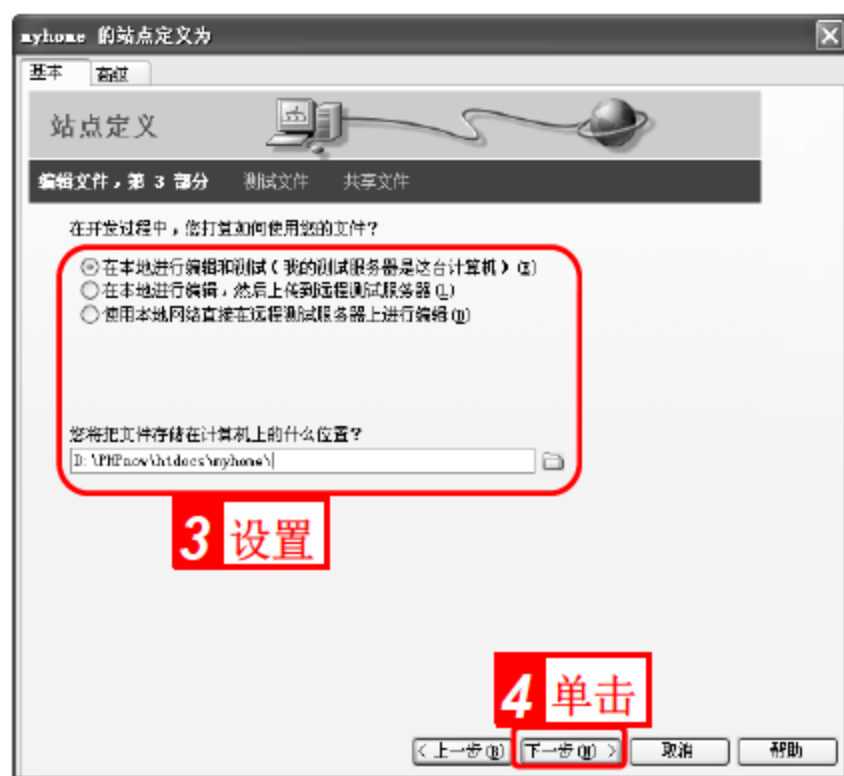 myhome 的站点定义为
基本 高级
站点定义
编辑文件，第 3 部分 测试文件 共享文件
在开发过程中，您打算如何使用您的文件？
在本地进行编辑和测试（我的测试服务器是这台计算机）(E)
在本地进行编辑，然后上传到远程测试服务器(L)
使用本地网络直接在远程测试服务器上进行编辑(D)
您将把文件存储在计算机上的什么位置？
D:\PHPnow\htdocs\myhome\
3 设置
4 单击
< 上一步(B) 下一步(N) > 取消 帮助